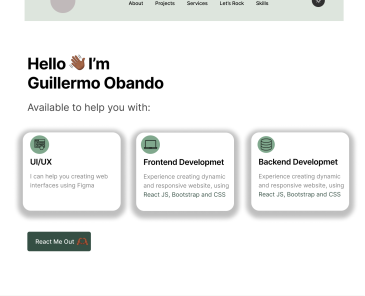 About Projects Services Let's Rock Skills
Hello I'm
Guillermo Obando
Available to help you with:
UI/UX
I can help you creating web
interfaces using Figma
Frontend Developmet
Experience creating dynamic
and responsive website, using
React JS, Bootstrap and CSS
Backend Developmet
Experience creating dynamic
and responsive website, using
React JS, Bootstrap and CSS
React Me Out